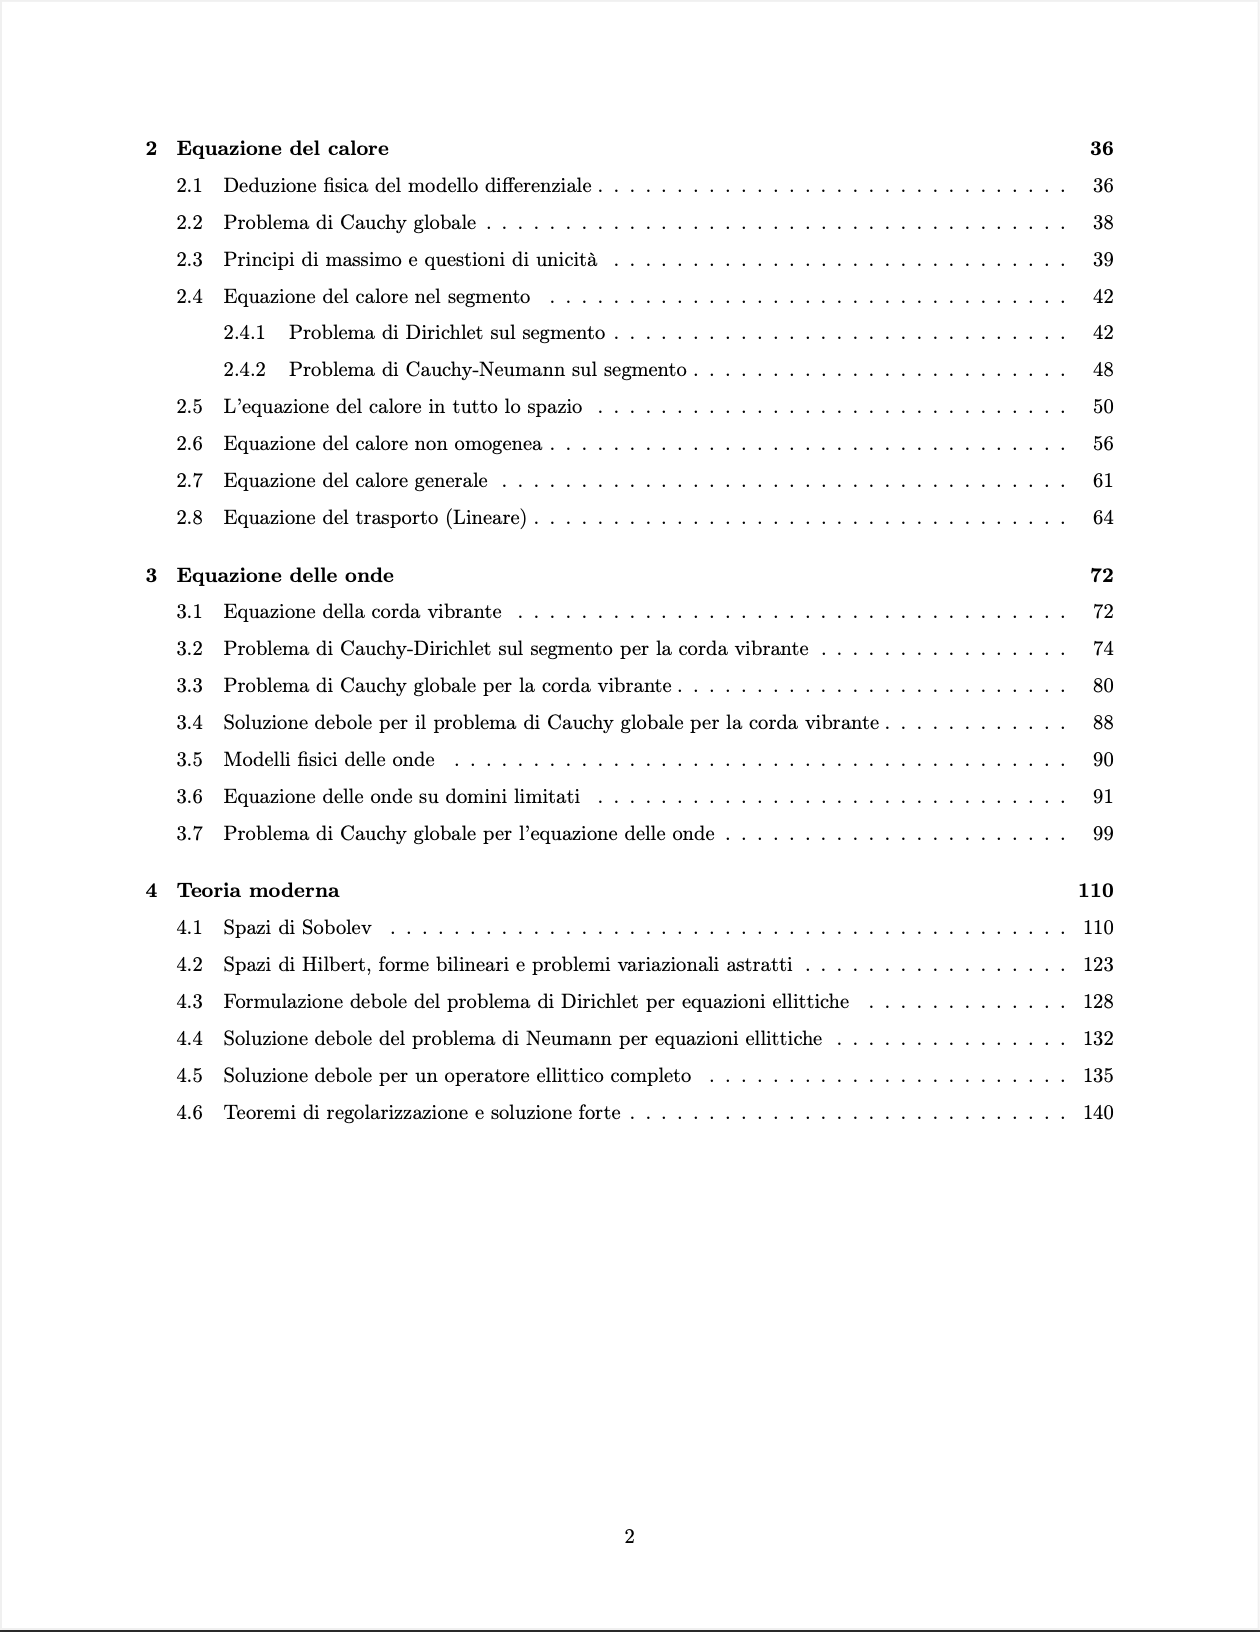 2 Equazione del calore 36
2.1 Deduzione fisica del modello differenziale . . . . . . . . . . . . . . . . . . . . . . . . . . . . . . 36
2.2 Problema di Cauchy globale . . . . . . . . . . . . . . . . . . . . . . . . . . . . . . . . . . . . . 38
2.3 Principi di massimo e questioni di unicità . . . . . . . . . . . . . . . . . . . . . . . . . . . . . 39
2.4 Equazione del calore nel segmento . . . . . . . . . . . . . . . . . . . . . . . . . . . . . . . . . 42
2.4.1 Problema di Dirichlet sul segmento . . . . . . . . . . . . . . . . . . . . . . . . . . . . . 42
2.4.2 Problema di Cauchy-Neumann sul segmento . . . . . . . . . . . . . . . . . . . . . . . . 48
2.5 L'equazione del calore in tutto lo spazio . . . . . . . . . . . . . . . . . . . . . . . . . . . . . . 50
2.6 Equazione del calore non omogenea . . . . . . . . . . . . . . . . . . . . . . . . . . . . . . . . . 56
2.7 Equazione del calore generale . . . . . . . . . . . . . . . . . . . . . . . . . . . . . . . . . . . . 61
2.8 Equazione del trasporto (Lineare) . . . . . . . . . . . . . . . . . . . . . . . . . . . . . . . . . . 64
3 Equazione delle onde 72
3.1 Equazione della corda vibrante . . . . . . . . . . . . . . . . . . . . . . . . . . . . . . . . . . . 72
3.2 Problema di Cauchy-Dirichlet sul segmento per la corda vibrante . . . . . . . . . . . . . . . . 74
3.3 Problema di Cauchy globale per la corda vibrante . . . . . . . . . . . . . . . . . . . . . . . . . 80
3.4 Soluzione debole per il problema di Cauchy globale per la corda vibrante . . . . . . . . . . . . 88
3.5 Modelli fisici delle onde . . . . . . . . . . . . . . . . . . . . . . . . . . . . . . . . . . . . . . . 90
3.6 Equazione delle onde su domini limitati . . . . . . . . . . . . . . . . . . . . . . . . . . . . . . 91
3.7 Problema di Cauchy globale per l'equazione delle onde . . . . . . . . . . . . . . . . . . . . . . 99
4 Teoria moderna 110
4.1 Spazi di Sobolev . . . . . . . . . . . . . . . . . . . . . . . . . . . . . . . . . . . . . . . . . . . 110
4.2 Spazi di Hilbert, forme bilineari e problemi variazionali astratti . . . . . . . . . . . . . . . . . 123
4.3 Formulazione debole del problema di Dirichlet per equazioni ellittiche . . . . . . . . . . . . . 128
4.4 Soluzione debole del problema di Neumann per equazioni ellittiche . . . . . . . . . . . . . . . 132
4.5 Soluzione debole per un operatore ellittico completo . . . . . . . . . . . . . . . . . . . . . . . 135
4.6 Teoremi di regolarizzazione e soluzione forte . . . . . . . . . . . . . . . . . . . . . . . . . . . . 140
2